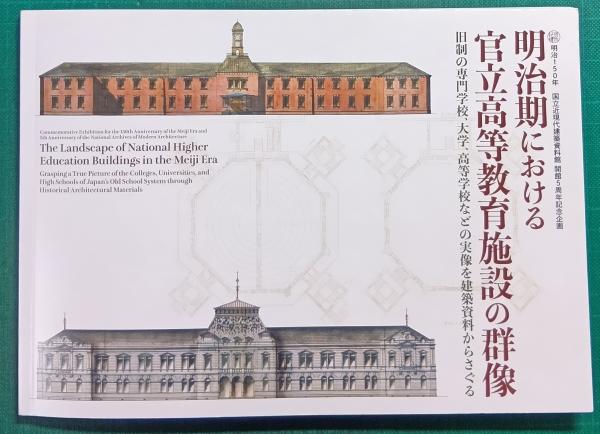 明治150年 国立近現代建築資料館 開館5周年記念企画
明治期における
官立高等教育施設の群像
旧制の専門学校、大学、高等学校などの実像を建築資料からさぐる
Commemorative Exhibition for the 150th Anniversary of the Meiji Era and
5th Anniversary of the National Archives of Modern Architecture
The Landscape of National Higher
Education Buildings in the Meiji Era
Grasping a True Picture of the Colleges, Universities, and
High Schools of Japan's Old School System through
Historical Architectural Materials